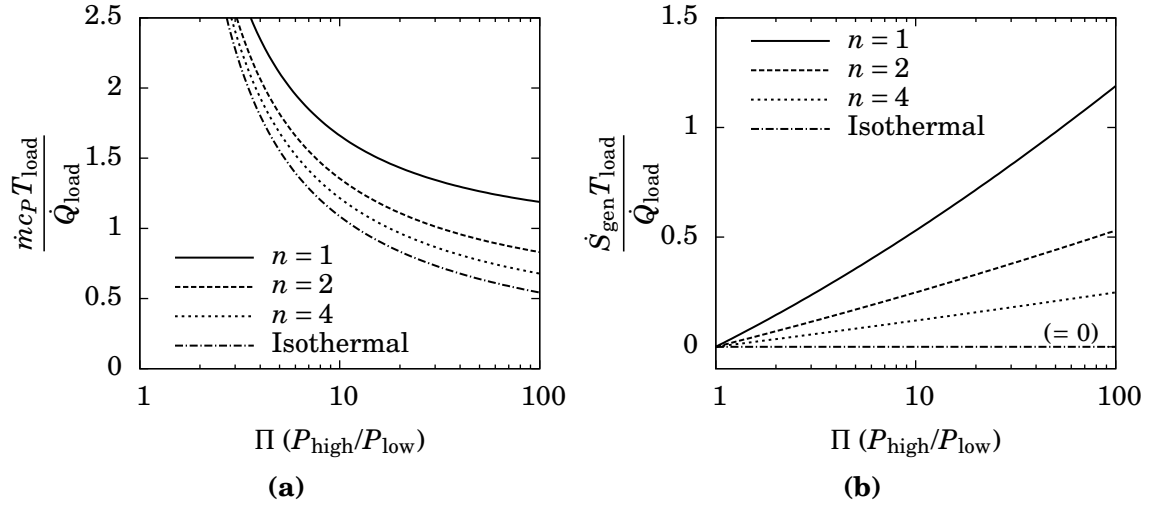 2.5
2
1.5
1
0.5
0
ṁc_P T_load
Q̇_load
n = 1
n = 2
n = 4
Isothermal
1 10 100
Π (P_high/P_low)
(a)
1.5
1
0.5
0
Ṡ_gen T_load
Q̇_load
n = 1
n = 2
n = 4
Isothermal
(= 0)
1 10 100
Π (P_high/P_low)
(b)